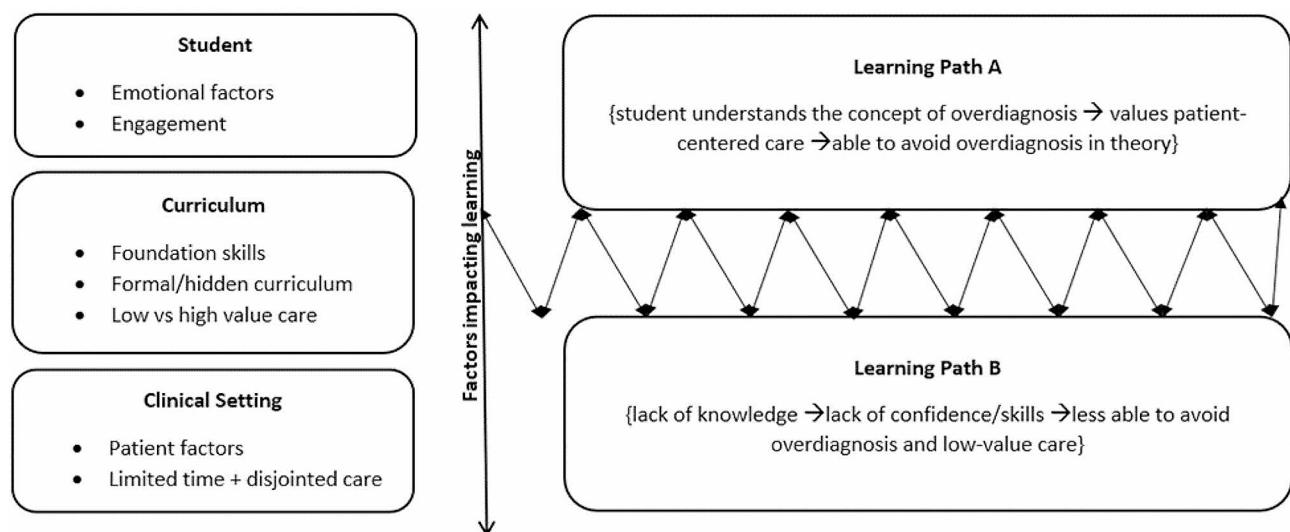 Student
• Emotional factors
• Engagement
Curriculum
• Foundation skills
• Formal/hidden curriculum
• Low vs high value care
Clinical Setting
• Patient factors
• Limited time + disjointed care
Factors impacting learning
Learning Path A
{student understands the concept of overdiagnosis → values patient-
centered care →able to avoid overdiagnosis in theory}
Learning Path B
{lack of knowledge →lack of confidence/skills →less able to avoid
overdiagnosis and low-value care}